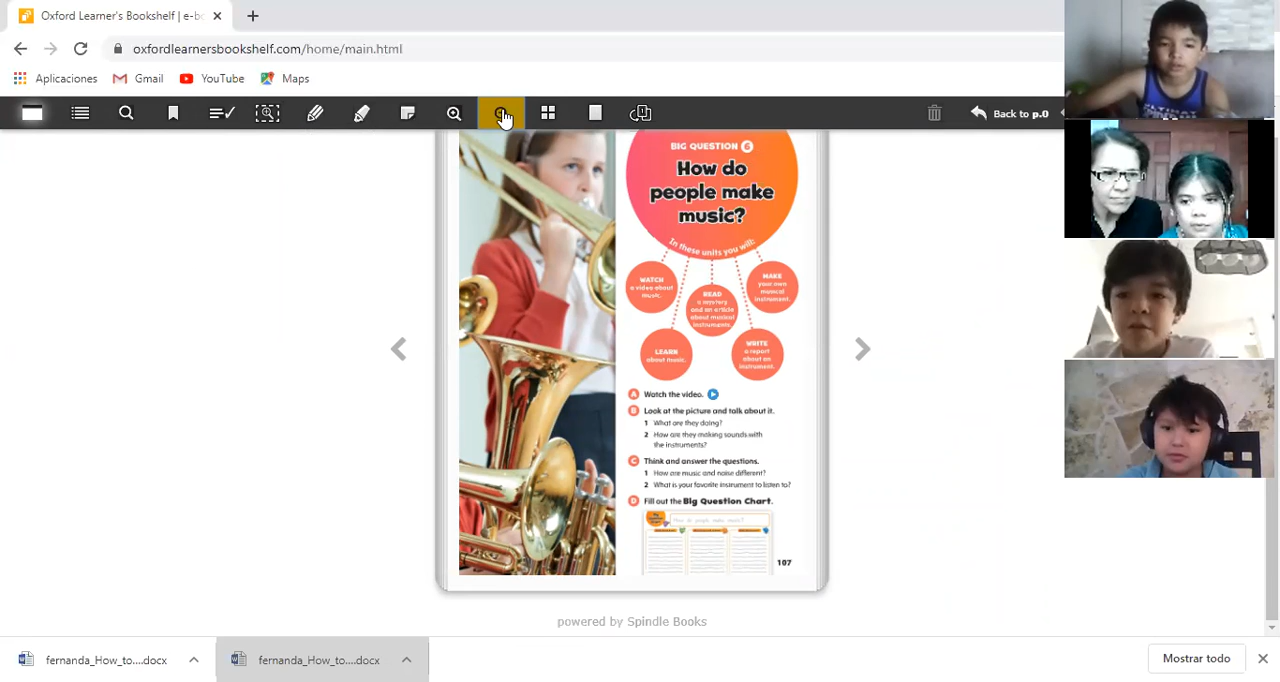 Oxford Learner's Bookshelf | e-bo
oxfordlearnersbookshelf.com/home/main.html
Aplicaciones
Gmail
YouTube
Maps
Back to p.0
BIG QUESTION 6
How do
people make
music?
In these units you will:
WATCH
a video about
music.
READ
a mystery
and an article
about musical
instruments.
MAKE
your own
musical
instrument.
LEARN
about music.
WRITE
a report
about an
instrument.
A Watch the video.
B Look at the picture and talk about it.
1 What are they doing?
2 How are they making sounds with
the instruments?
C Think and answer the questions.
1 How are music and noise different?
2 What is your favorite instrument to listen to?
D Fill out the Big Question Chart.
How do people make music?
107
powered by Spindle Books
fernanda_How_to....docx
fernanda_How_to....docx
Mostrar todo